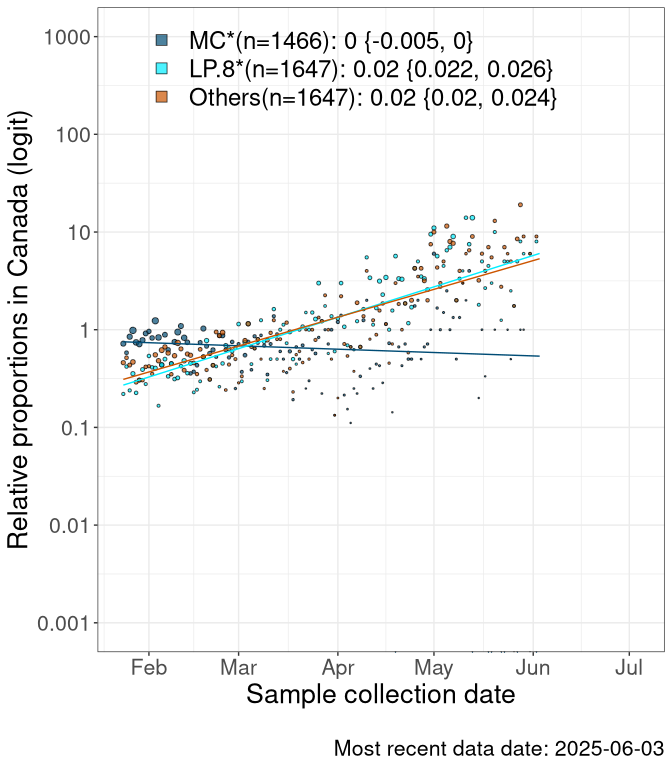 MC*(n=1466): 0 {-0.005, 0}
LP.8*(n=1647): 0.02 {0.022, 0.026}
Others(n=1647): 0.02 {0.02, 0.024}
Relative proportions in Canada (logit)
1000
100
10
1
0.1
0.01
0.001
Feb Mar Apr May Jun Jul
Sample collection date
Most recent data date: 2025-06-03